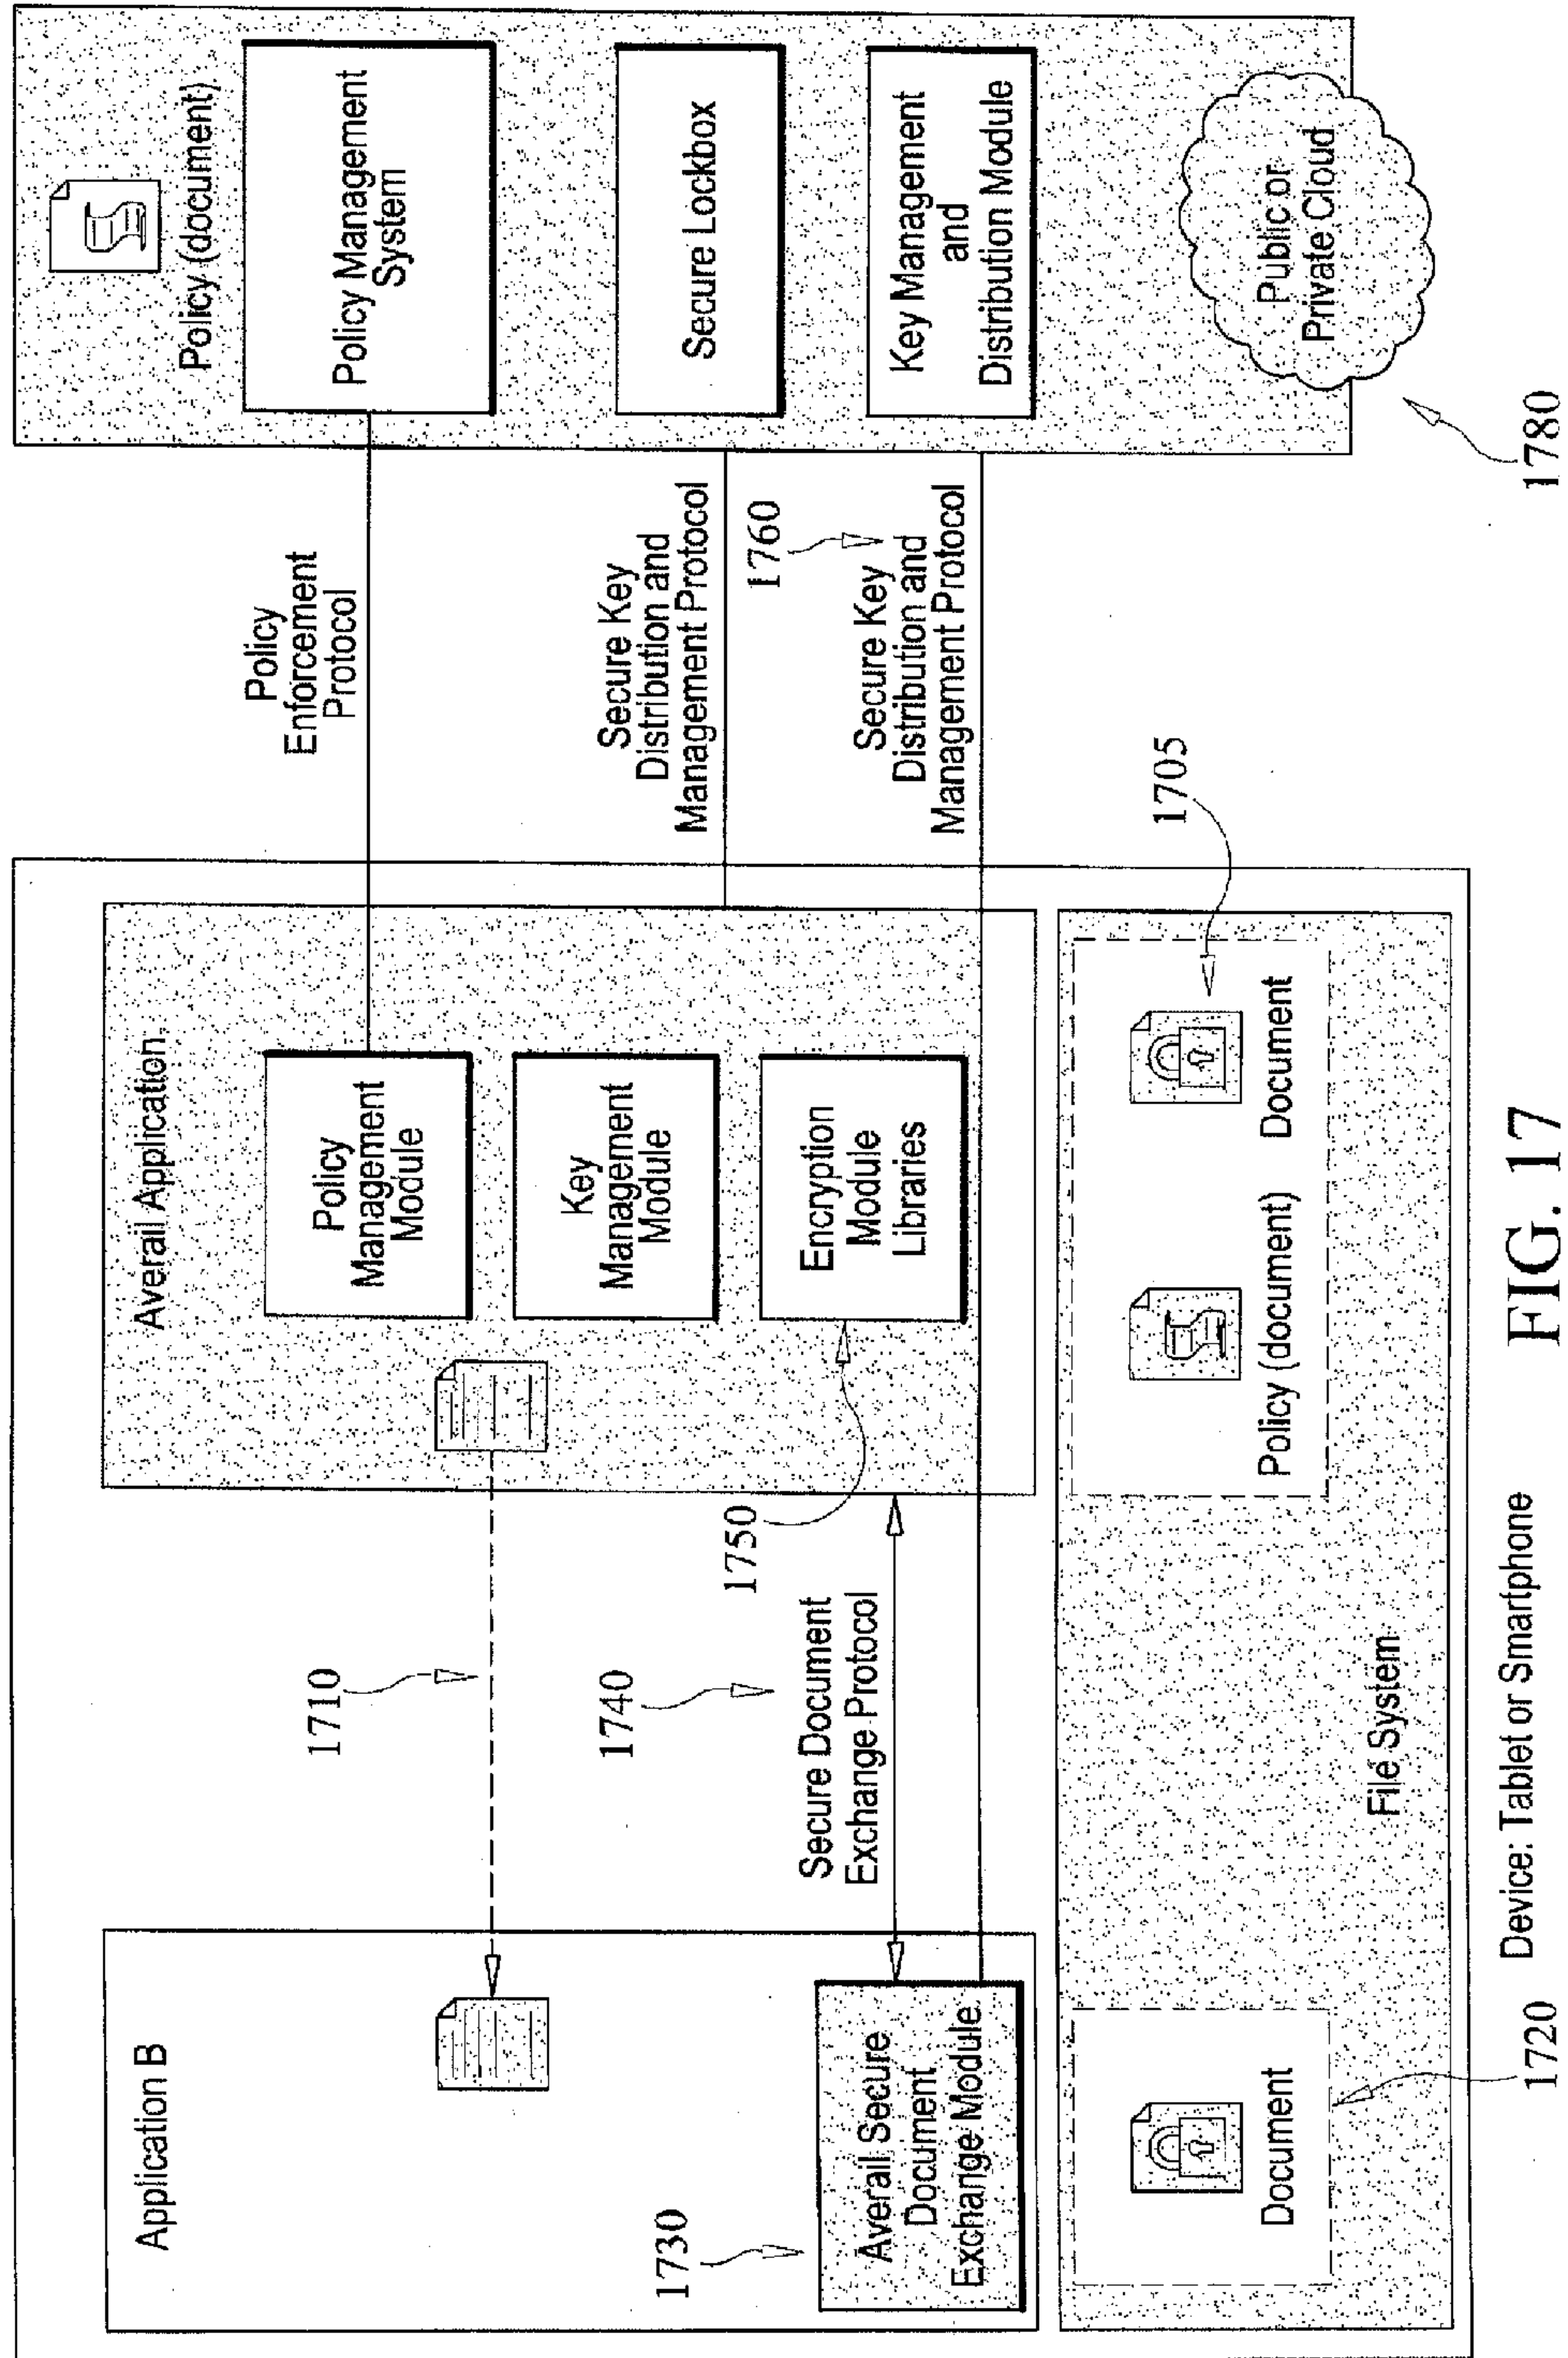 Application B
1710
1740
Secure Document
Exchange Protocol
1730
Averail Secure
Document
Exchange Module
Averail Application
Policy
Management
Module
Key
Management
Module
Encryption
Module
Libraries
1750
Policy
Enforcement
Protocol
Secure Key
Distribution and
Management Protocol
1760
Secure Key
Distribution and
Management Protocol
Policy (document)
Policy Management
System
Secure Lockbox
Key Management
and
Distribution Module
Public or
Private Cloud
1780
Document
File System
Policy (document)
Document
1705
1720
Device: Tablet or Smartphone
FIG. 17